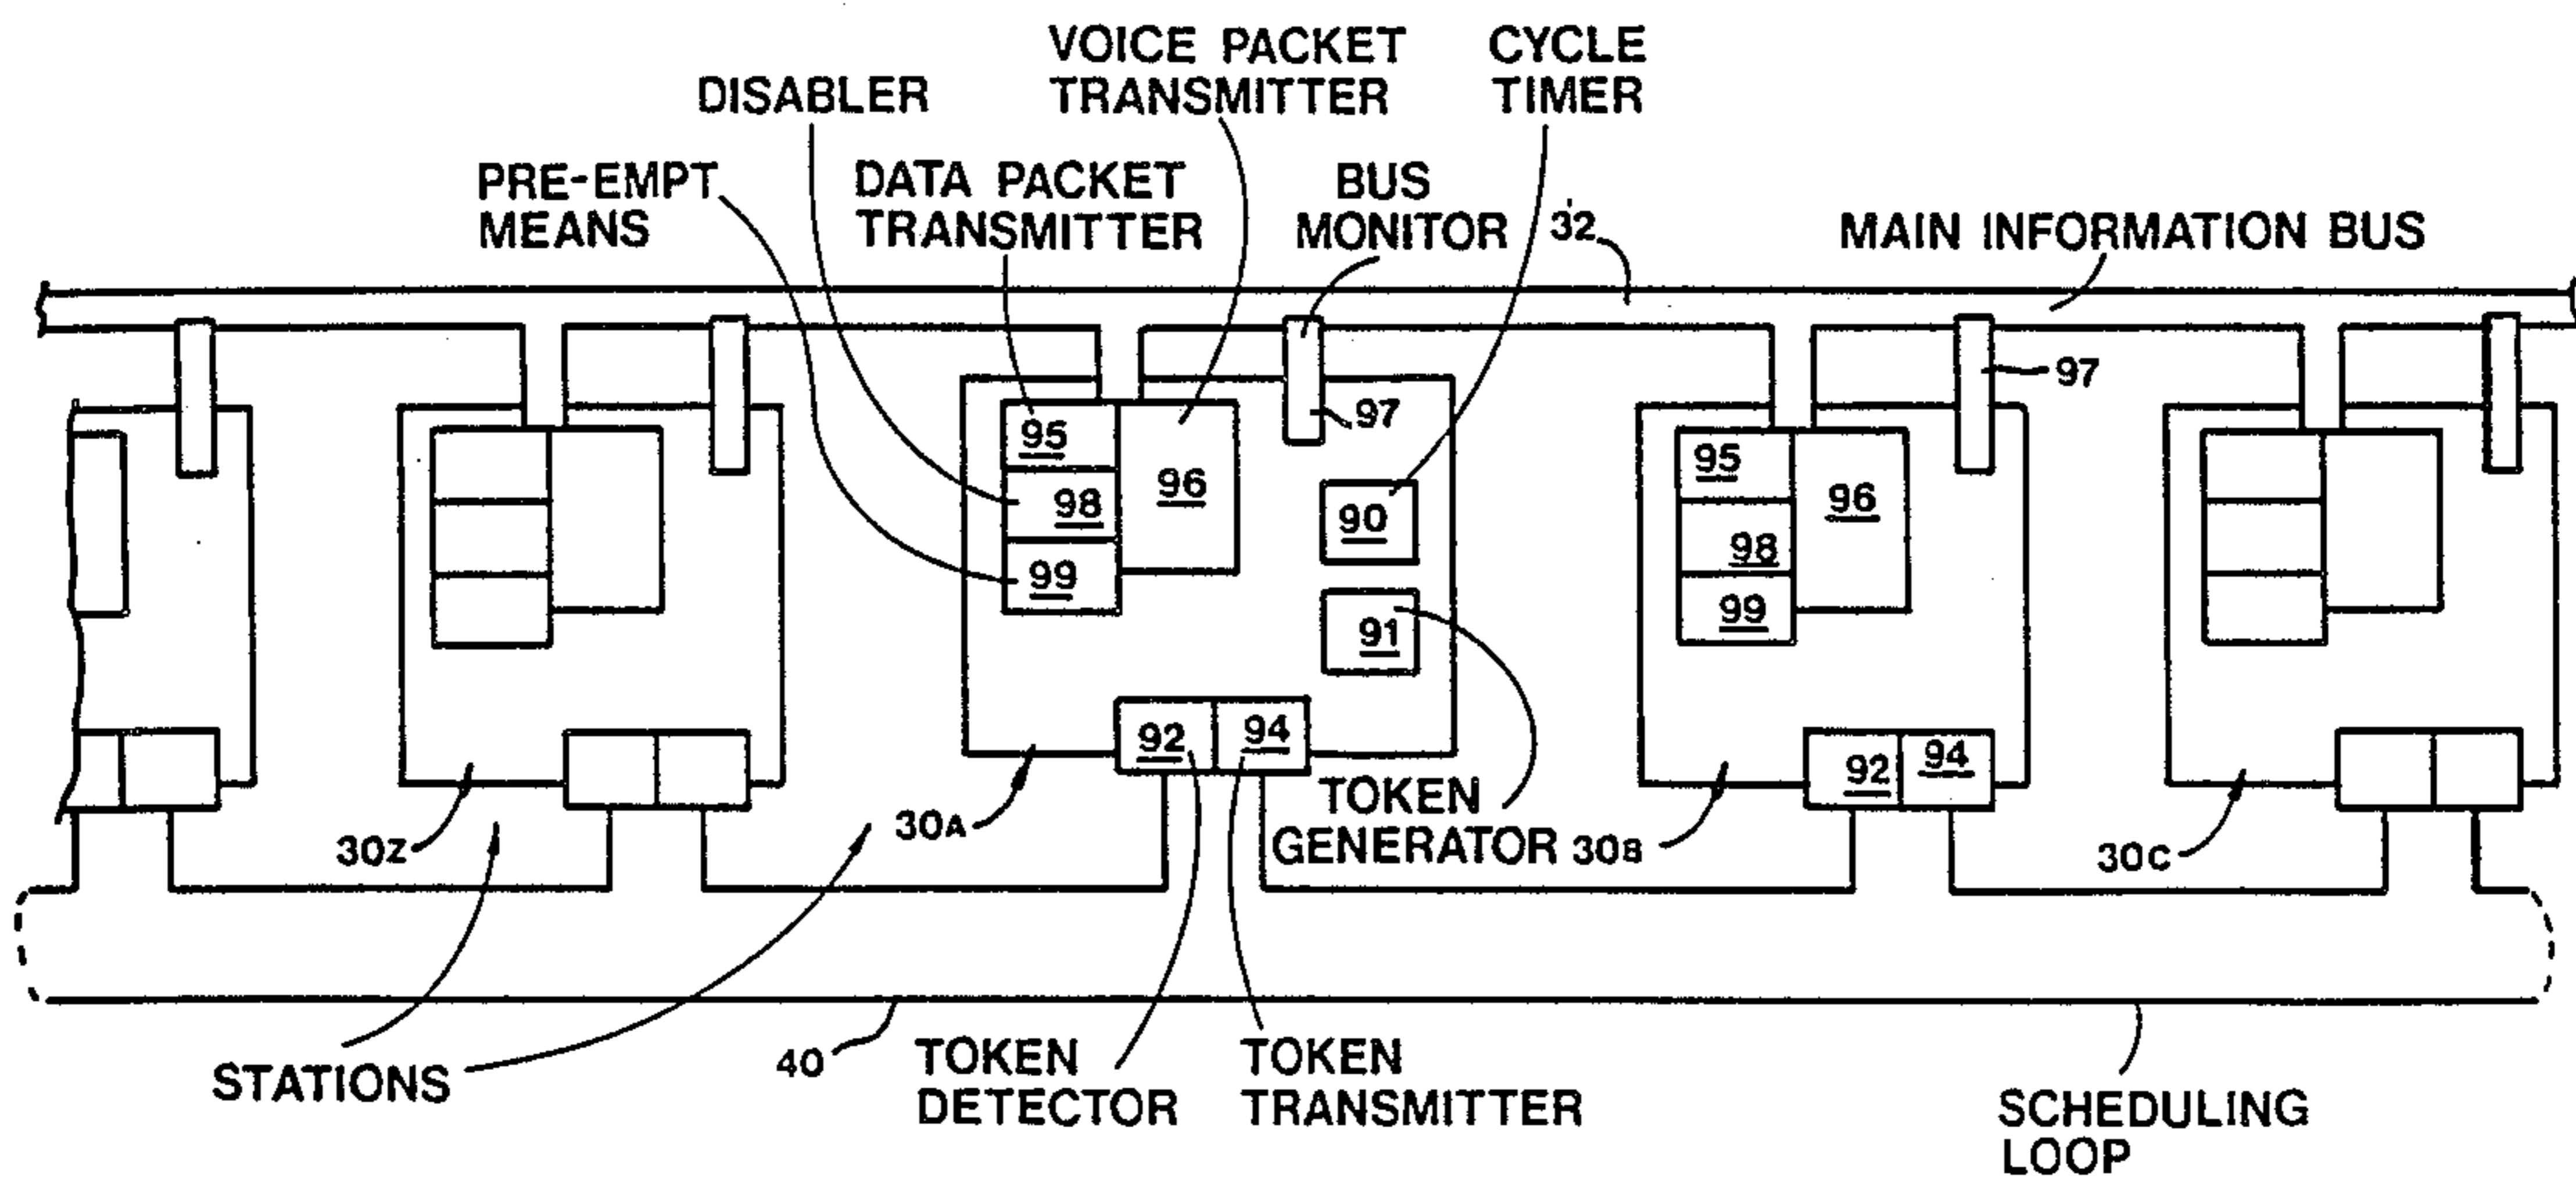 VOICE PACKET
TRANSMITTER
CYCLE
TIMER
DISABLER
PRE-EMPT
MEANS
DATA PACKET
TRANSMITTER
BUS
MONITOR
32
MAIN INFORMATION BUS
97
97
95
98
99
96
90
91
92
94
95
98
99
96
92
94
30Z
30A
TOKEN
GENERATOR
30B
30C
STATIONS
40
TOKEN
DETECTOR
TOKEN
TRANSMITTER
SCHEDULING
LOOP